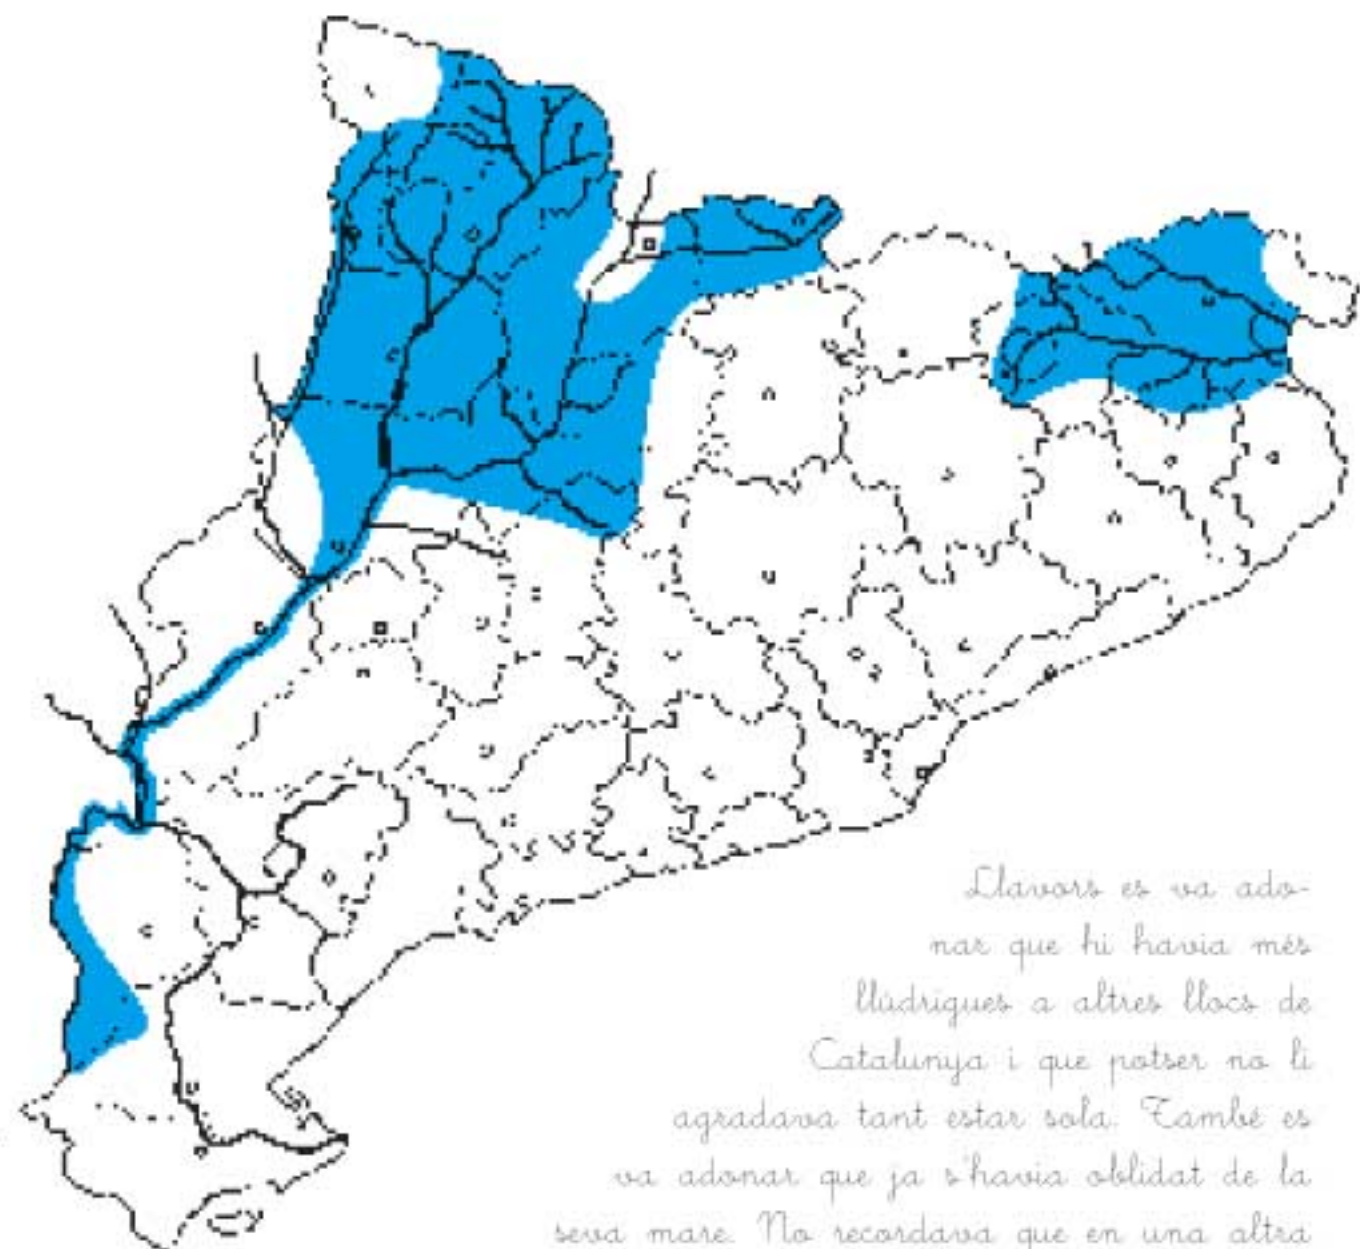 Llavors es va ado-
nar que hi havia més
llúdrigues a altres llocs de
Catalunya i que potser no li
agradava tant estar sola. També es
va adonar que ja s'havia oblidat de la
seva mare. No recordava que en una altra